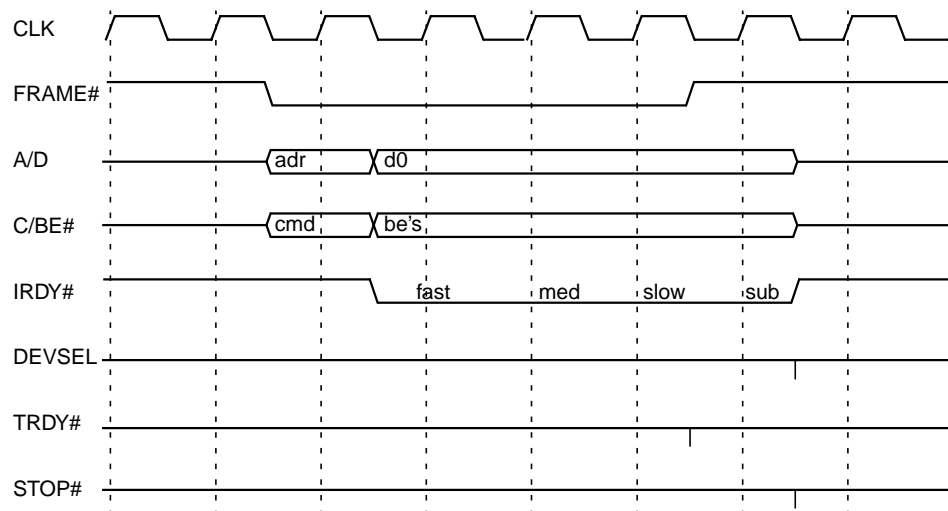 CLK
FRAME#
A/D adr d0
C/BE# cmd be's
IRDY# fast med slow sub
DEVSEL
TRDY#
STOP#